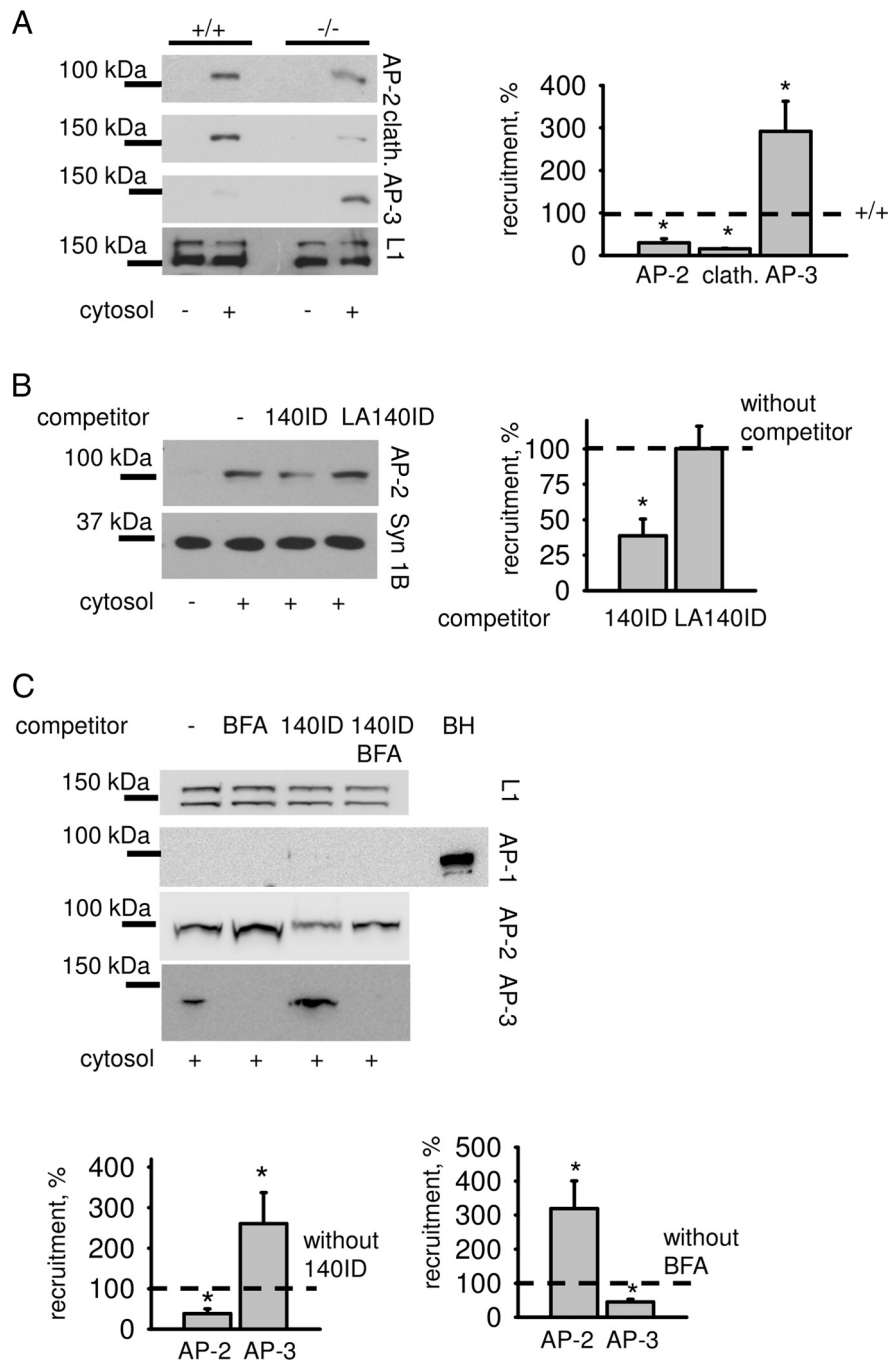 A
+/+ -/-
100 kDa
AP-2
150 kDa
clath.
150 kDa
AP-3
150 kDa
L1
cytosol - + - +
recruitment, %
400
300
200
100
0
* * *
+/+
AP-2 clath. AP-3
B
competitor - 140ID LA140ID
100 kDa
AP-2
37 kDa
Syn 1B
cytosol - + + +
recruitment, %
100
75
50
25
0
without
competitor
*
competitor 140ID LA140ID
C
competitor - BFA 140ID 140ID BH
BFA
150 kDa
L1
100 kDa
AP-1
100 kDa
AP-2
150 kDa
AP-3
cytosol + + + +
recruitment, %
400
300
200
100
0
* *
without
140ID
AP-2 AP-3
recruitment, %
500
400
300
200
100
0
* *
without
BFA
AP-2 AP-3